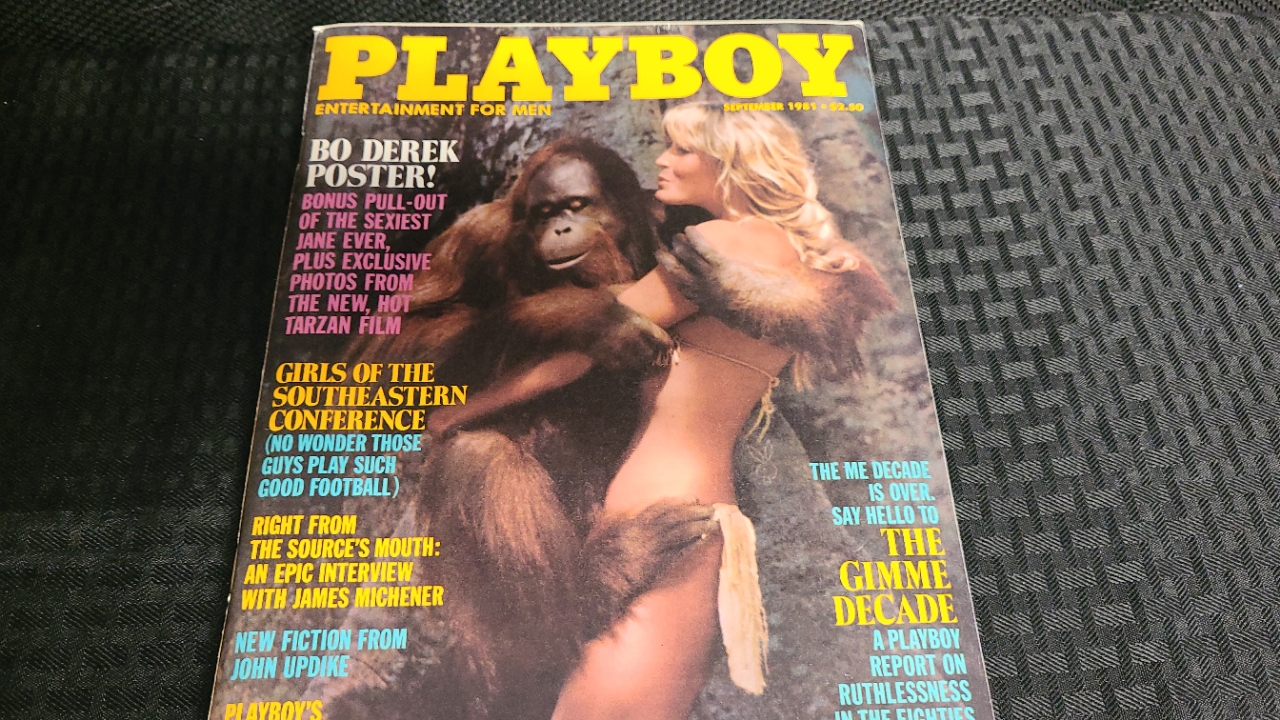 PLAYBOY
ENTERTAINMENT FOR MEN
SEPTEMBER 1981 • $2.50
BO DEREK
POSTER!
BONUS PULL-OUT
OF THE SEXIEST
JANE EVER,
PLUS EXCLUSIVE
PHOTOS FROM
THE NEW, HOT
TARZAN FILM
GIRLS OF THE
SOUTHEASTERN
CONFERENCE
(NO WONDER THOSE
GUYS PLAY SUCH
GOOD FOOTBALL)
RIGHT FROM
THE SOURCE'S MOUTH:
AN EPIC INTERVIEW
WITH JAMES MICHENER
NEW FICTION FROM
JOHN UPDIKE
PLAYBOY'S
THE ME DECADE
IS OVER.
SAY HELLO TO
THE
GIMME
DECADE
A PLAYBOY
REPORT ON
RUTHLESSNESS
IN THE EIGHTIES